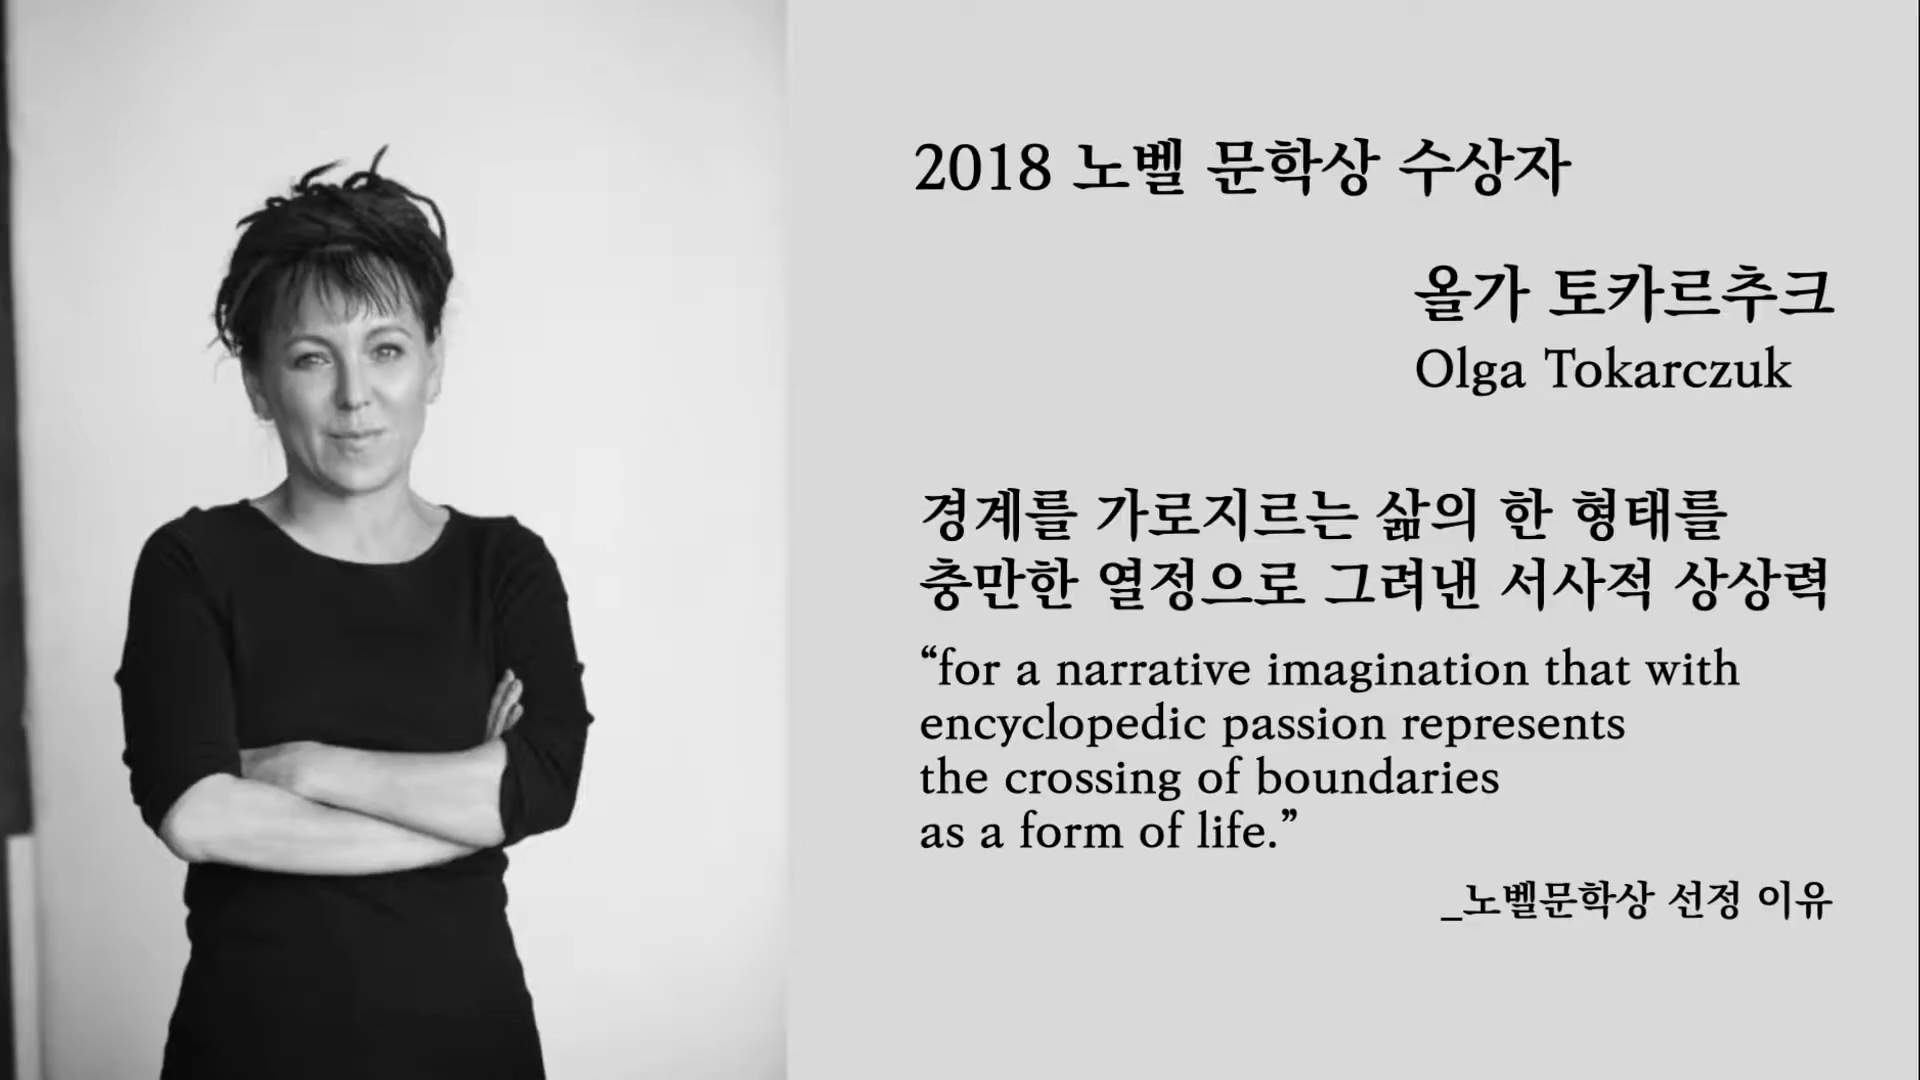 2018 노벨 문학상 수상자
올가 토카르추크
Olga Tokarczuk
경계를 가로지르는 삶의 한 형태를
충만한 열정으로 그려낸 서사적 상상력
“for a narrative imagination that with
encyclopedic passion represents
the crossing of boundaries
as a form of life.”
_노벨문학상 선정 이유